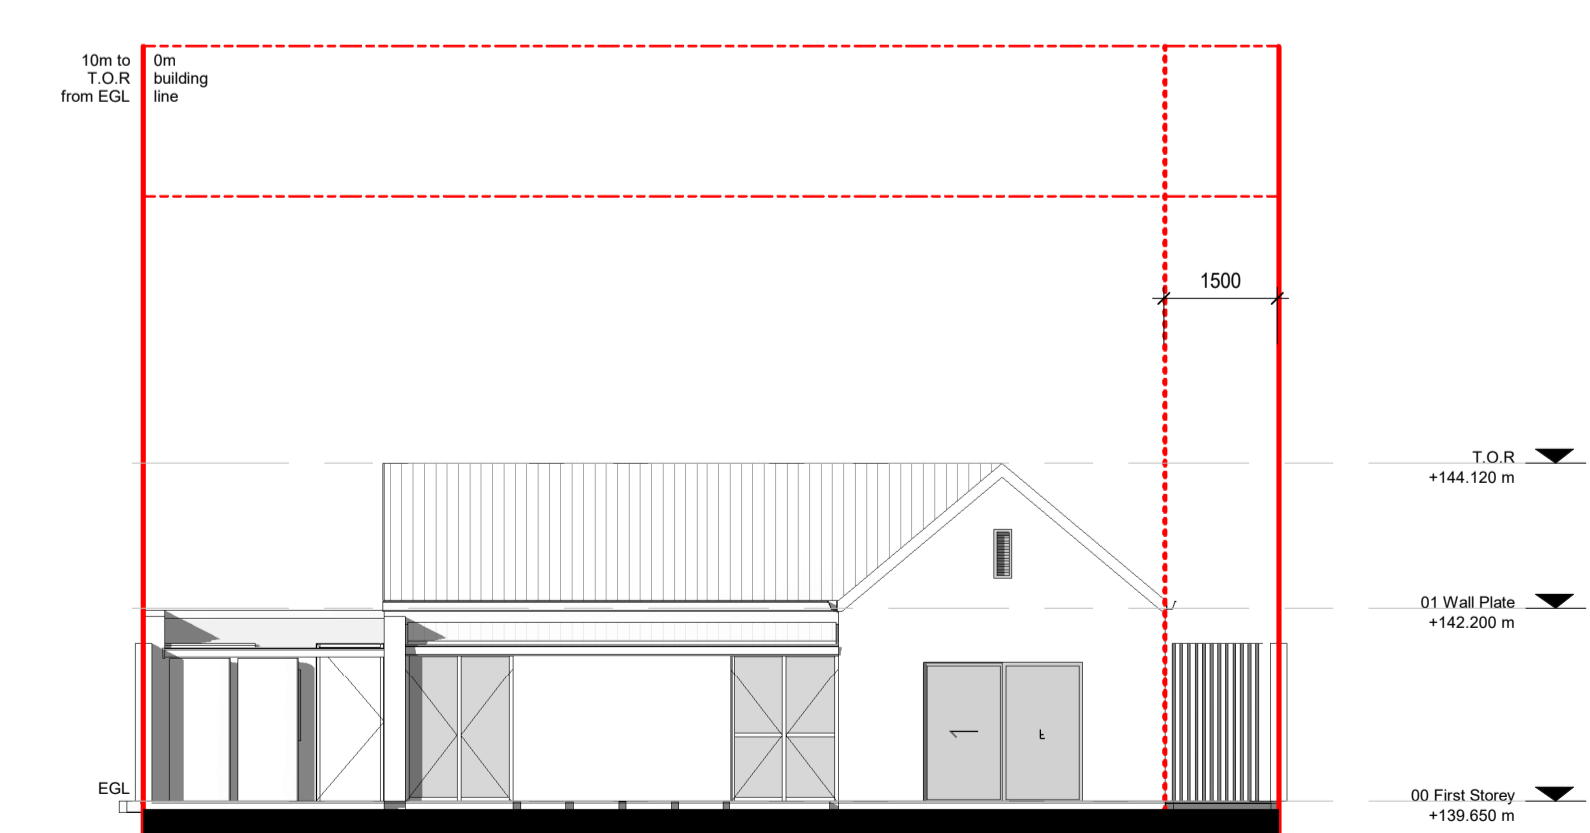 10m to
T.O.R
from EGL
0m
building
line
1500
T.O.R
+144.120 m
01 Wall Plate
+142.200 m
F
EGL
00 First Storey
+139.650 m